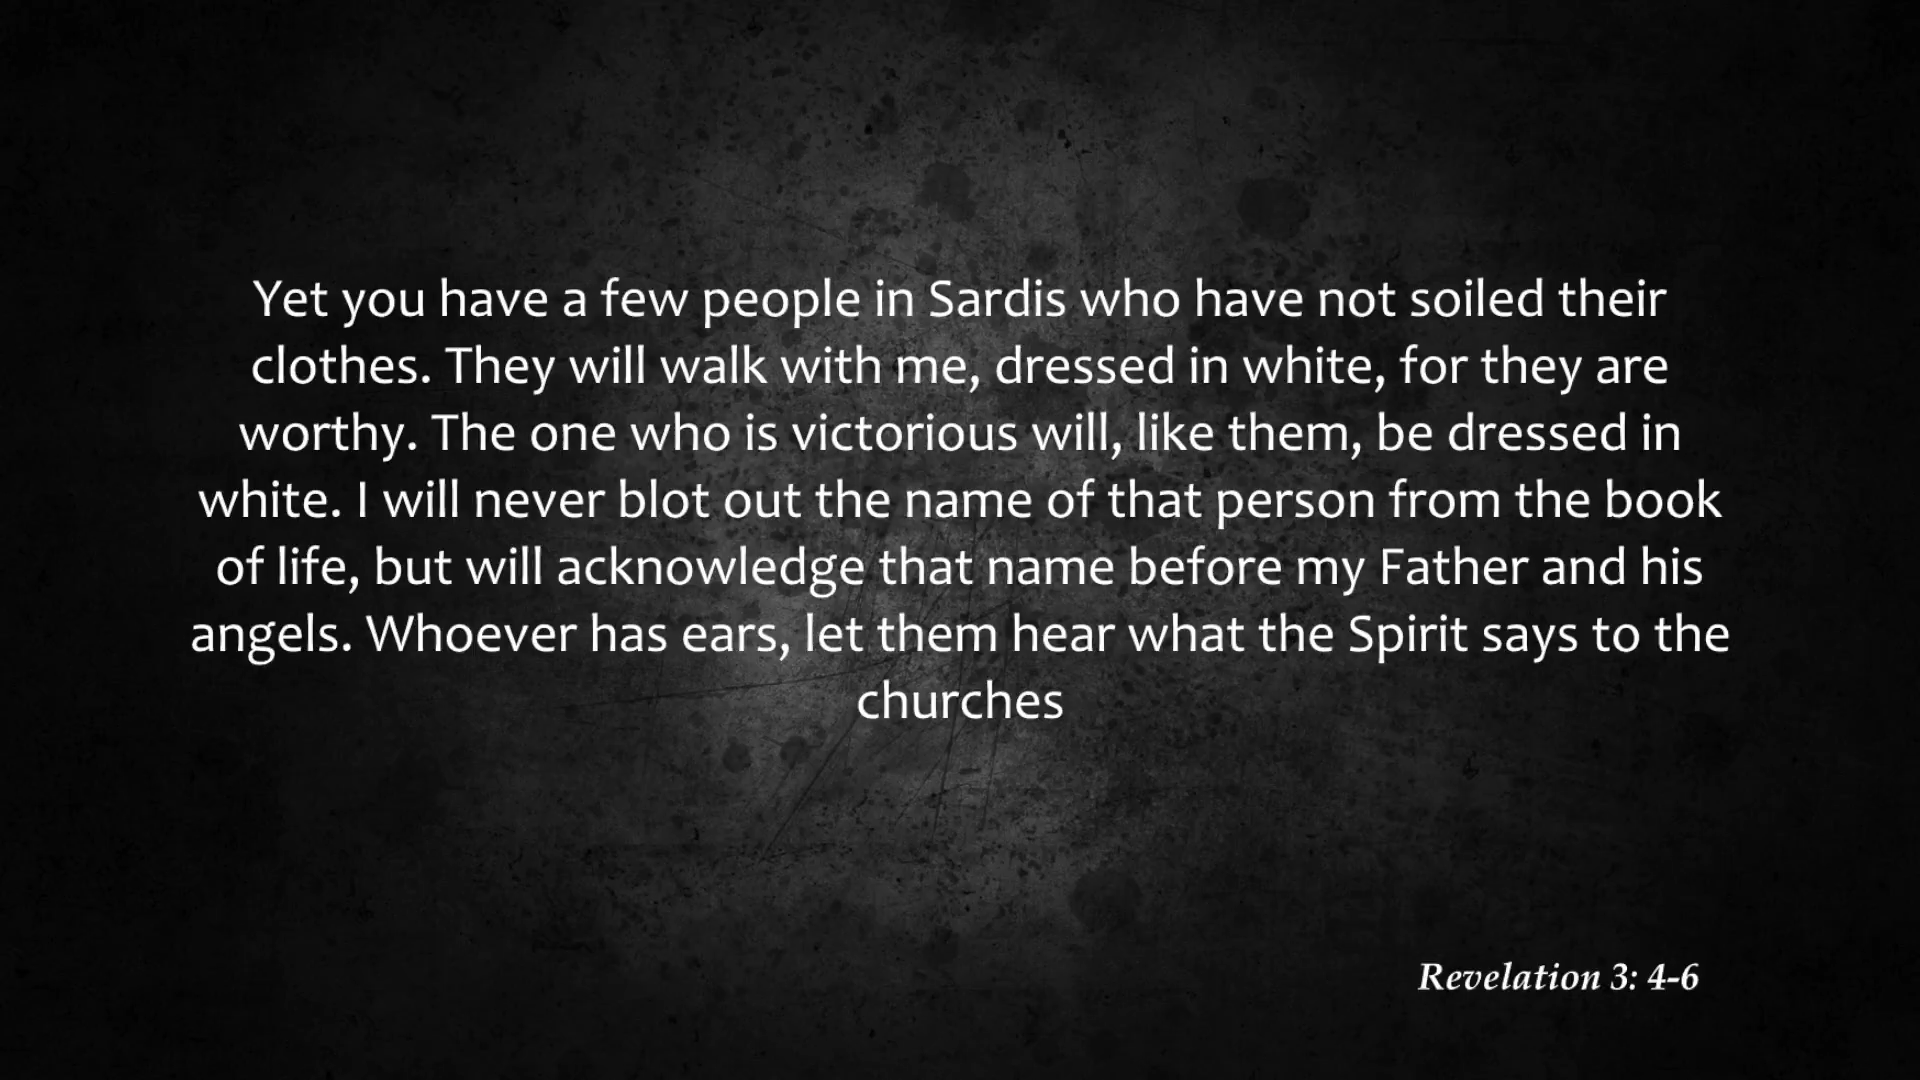 Yet you have a few people in Sardis who have not soiled their
clothes. They will walk with me, dressed in white, for they are
worthy. The one who is victorious will, like them, be dressed in
white. I will never blot out the name of that person from the book
of life, but will acknowledge that name before my Father and his
angels. Whoever has ears, let them hear what the Spirit says to the
churches
Revelation 3: 4-6